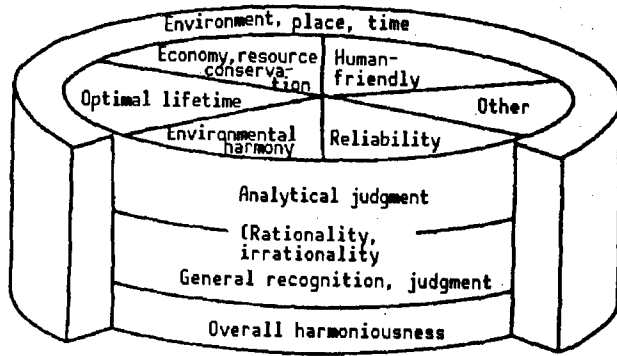 Environment, place, time
Economy,resource
conserva-
tion
Human-
friendly
Optimal lifetime
Other
Environmental
harmony
Reliability
Analytical judgment
(Rationality,
irrationality
General recognition, judgment
Overall harmoniousness